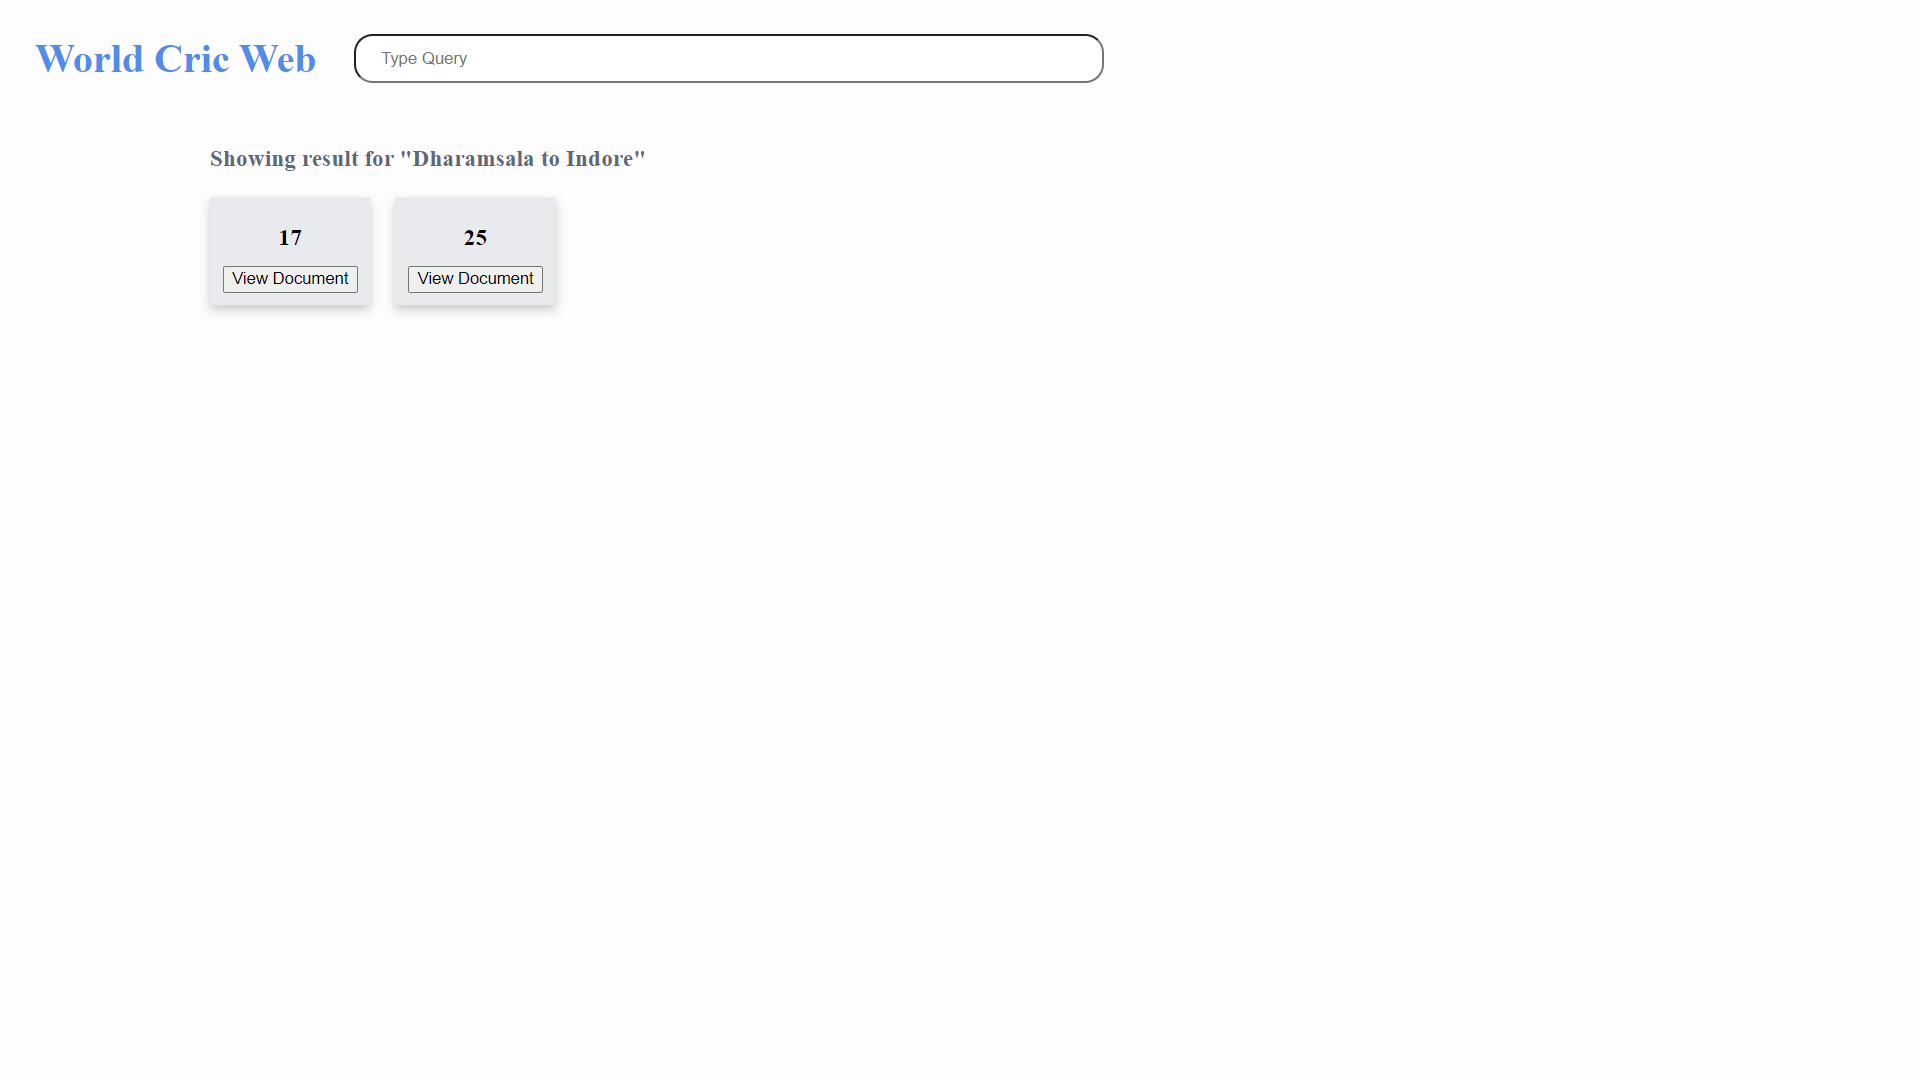 World Cric Web
Type Query
Showing result for "Dharamsala to Indore"
17
View Document
25
View Document